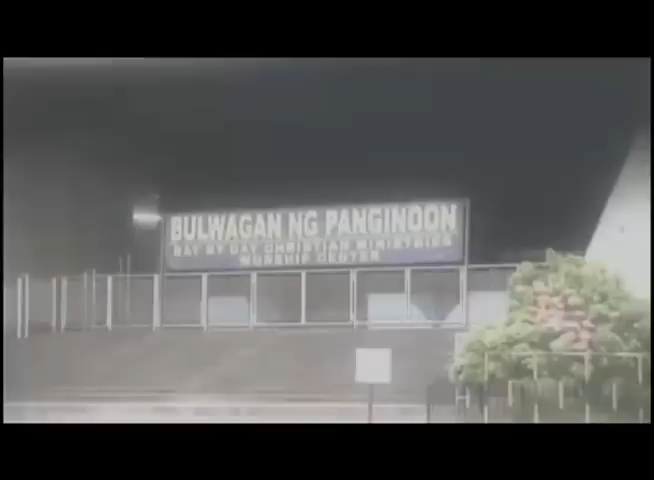 BULWAGAN NG PANGINOON
DAY BY DAY CHRISTIAN MINISTRIES
WORSHIP CENTER